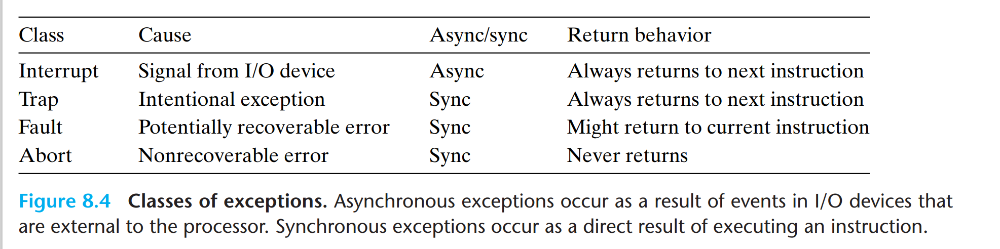 Class Cause Async/sync Return behavior
Interrupt Signal from I/O device Async Always returns to next instruction
Trap Intentional exception Sync Always returns to next instruction
Fault Potentially recoverable error Sync Might return to current instruction
Abort Nonrecoverable error Sync Never returns
Figure 8.4 Classes of exceptions. Asynchronous exceptions occur as a result of events in I/O devices that
are external to the processor. Synchronous exceptions occur as a direct result of executing an instruction.